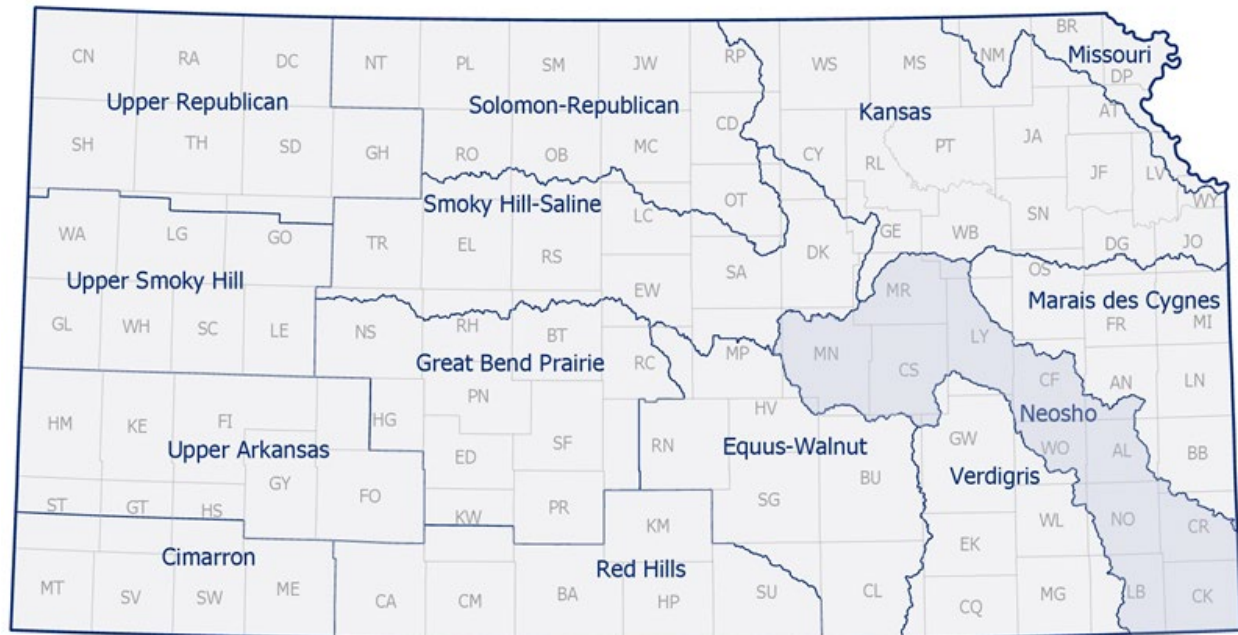 CN RA DC NT PL SM JW RP WS MS NM BR
Missouri
DP
Upper Republican
Solomon-Republican
Kansas
AT
SH TH SD GH RO OB MC CD CY RL PT JA JF LV
WY
Smoky Hill-Saline
LC OT SN
WA LG GO TR EL RS SA DK GE WB DG JO
Upper Smoky Hill
EW MR OS
Marais des Cygnes
GL WH SC LE NS RH BT RC MP MN CS LY FR MI
Great Bend Prairie
HM KE FI HG PN SF RN HV CF AN LN
Neosho
Upper Arkansas
Equus-Walnut
GW WO AL BB
ED BU
Verdigris
GY FO SG
ST GT HS KW PR KM WL NO CR
Cimarron
Red Hills
EK
MT SV SW ME CA CM BA HP SU CL CQ MG LB CK